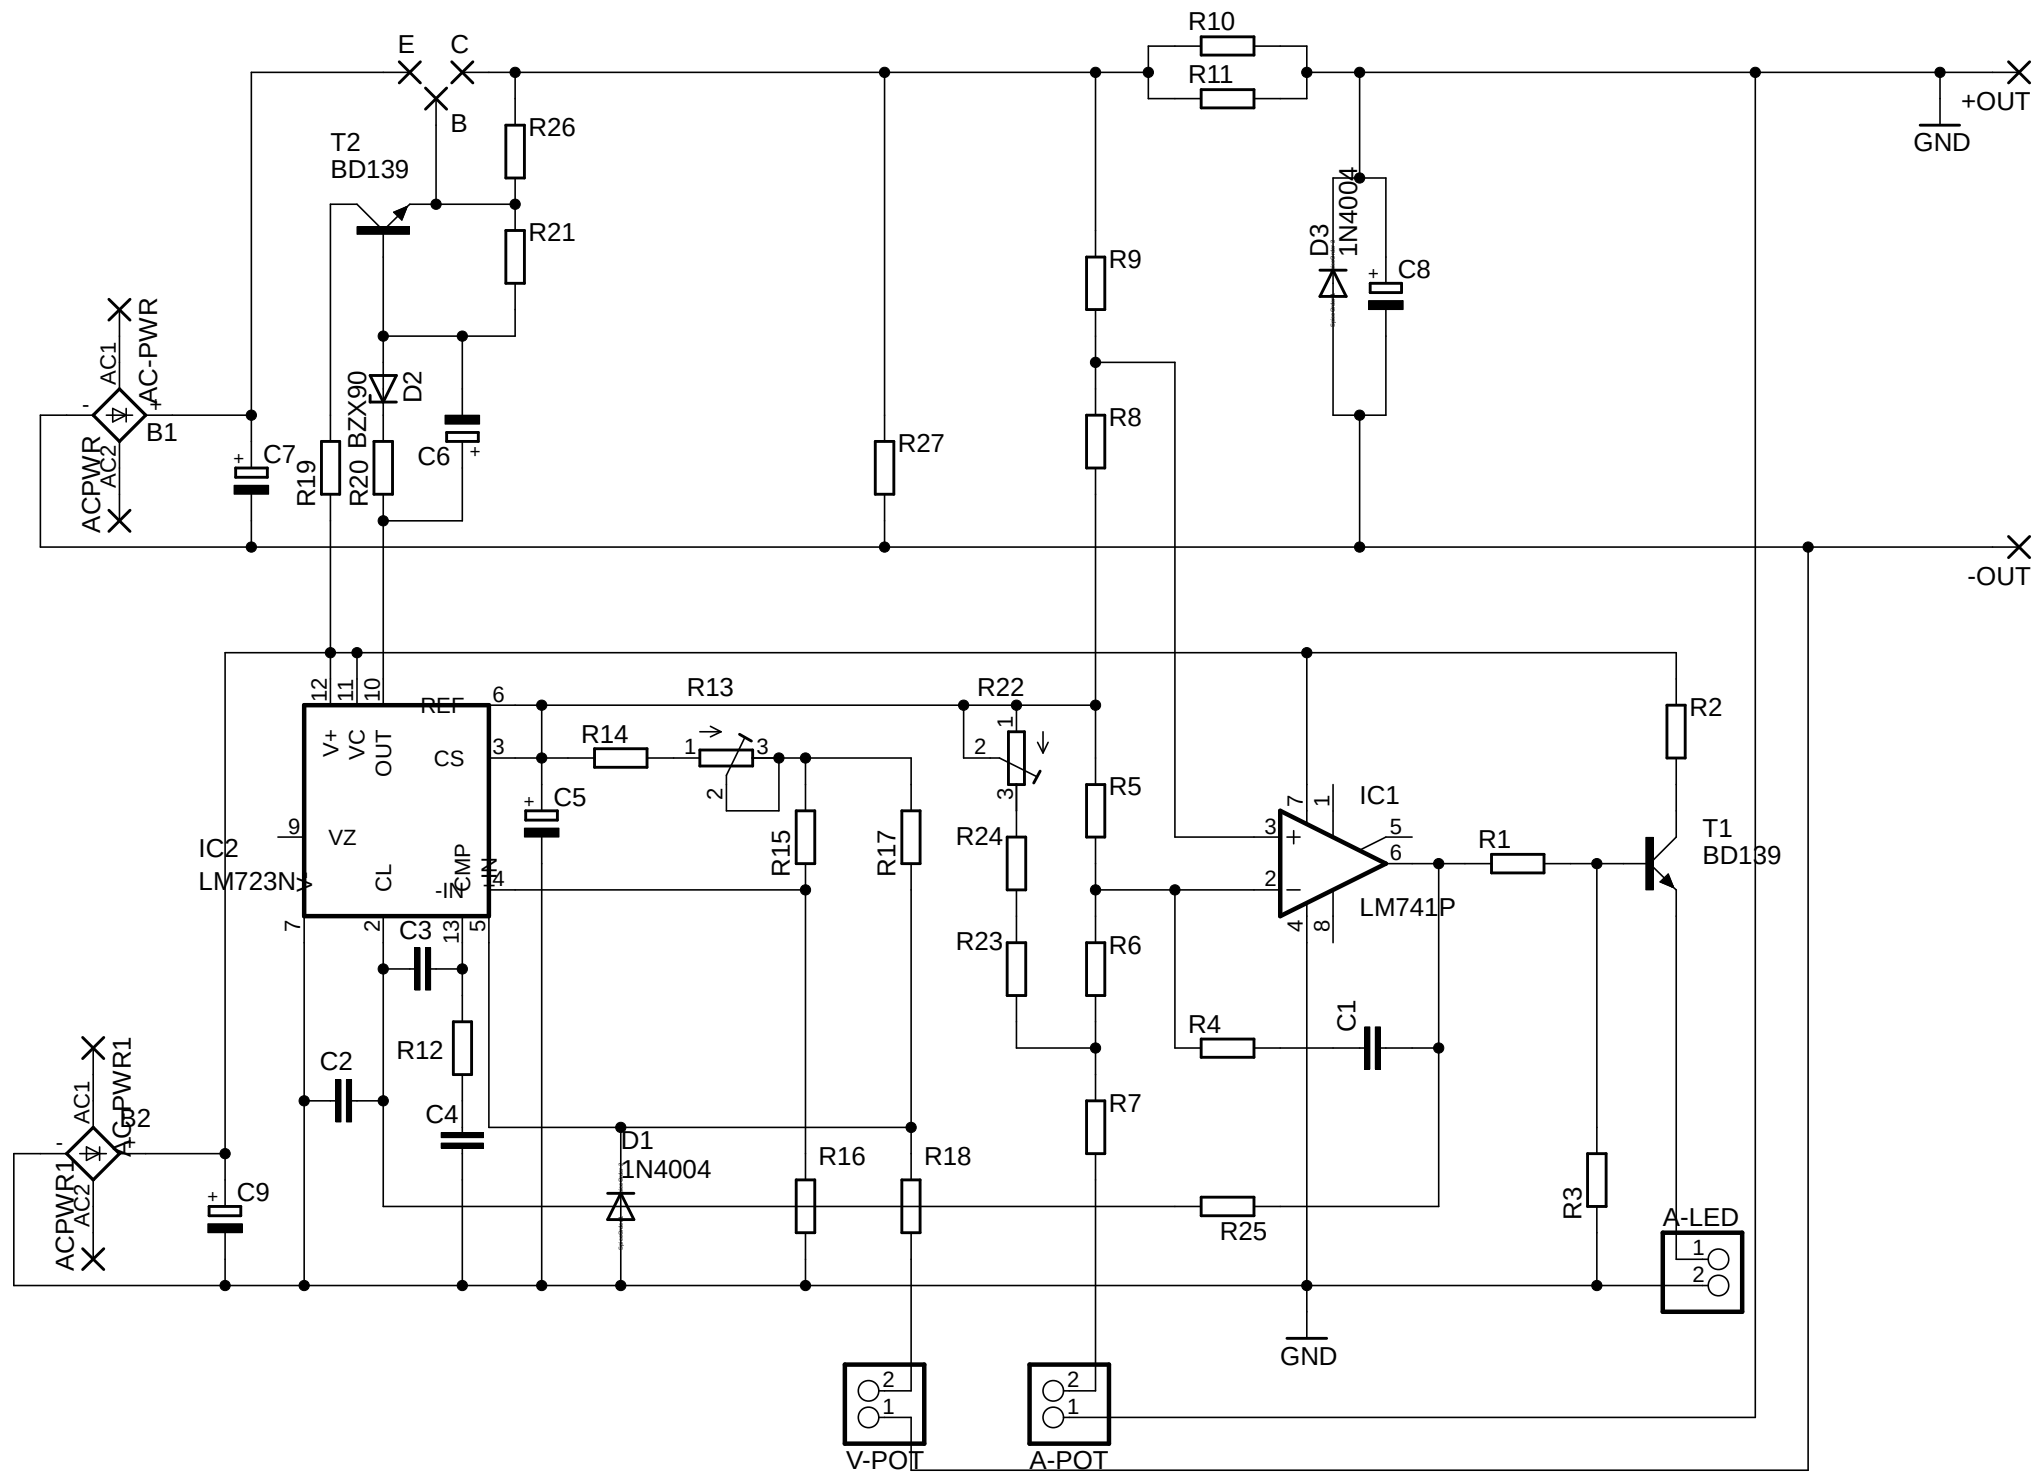 R10
E C
R11
B
R26
+OUT
GND
T2
BD139
R21
D3
1N4004
R9
+
C8
AC1
AC-PWR
BZX90
D2
-
+
B1
R8
ACPWR
AC2
+
C7
R19
R20
C6
+
R27
-OUT
12
11
10
REF
6
R13
R22
R2
V+
VC
OUT
CS
3
R14
1
3
2
1
2
3
R5
+
C5
7
1
IC1
5
9
VZ
R15
R17
R24
3
+
6
R1
T1
BD139
IC2
LM723N
V-
CL
CMP
-IN
+IN
4
2
−
LM741P
7
2
C3
13
5
4
8
R23
R6
R12
R4
C1
AC1
AC-PWR1
B2
C2
C4
R7
-
+
D1
1N4004
R16
R18
ACPWR1
AC2
+
C9
R25
R3
A-LED
1
2
GND
2
1
V-POT
2
1
A-POT